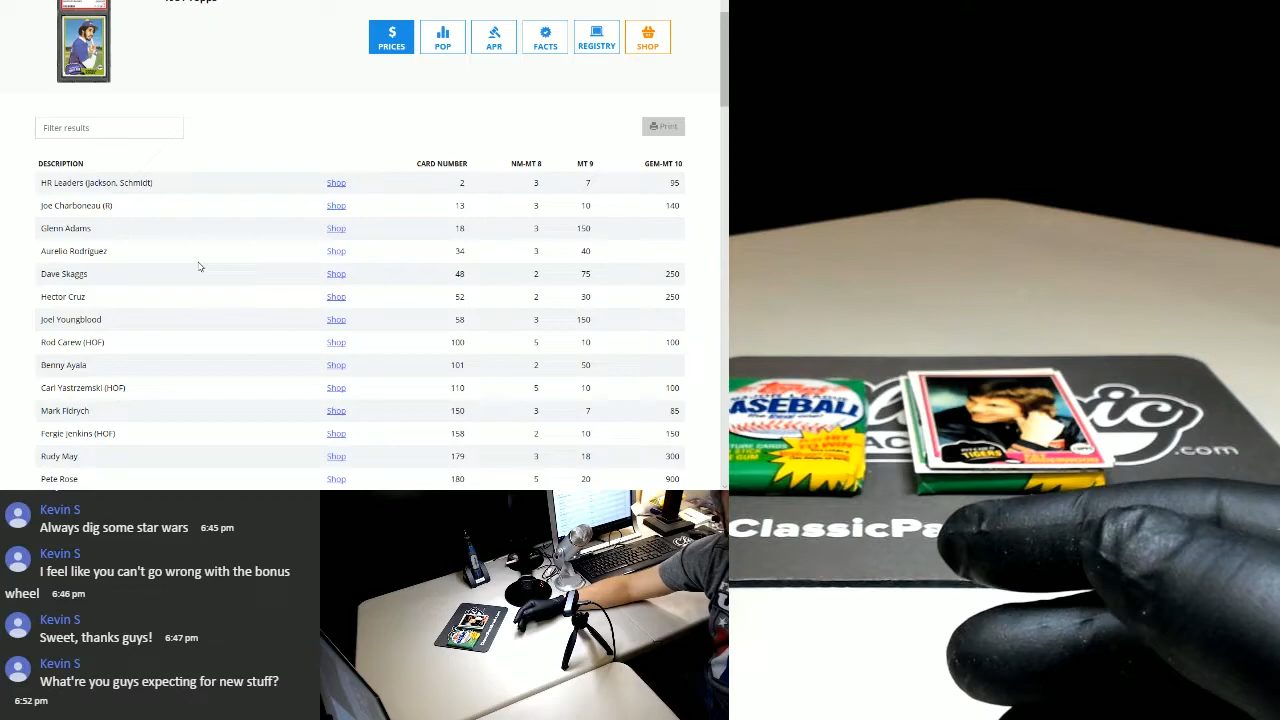 $ PRICES
POP
APR
FACTS
REGISTRY
SHOP
Filter results
Print
DESCRIPTION CARD NUMBER NM-MT 8 MT 9 GEM-MT 10
HR Leaders (Jackson, Schmidt) Shop 2 3 7 95
Joe Charboneau (R) Shop 13 3 10 140
Glenn Adams Shop 18 3 150
Aurelio Rodriguez Shop 34 3 40
Dave Skaggs Shop 48 2 75 250
Hector Cruz Shop 52 2 30 250
Joel Youngblood Shop 58 3 150
Rod Carew (HOF) Shop 100 5 10 100
Benny Ayala Shop 101 2 50
Carl Yastrzemski (HOF) Shop 110 5 10 100
Mark Fidrych Shop 150 3 7 85
Fergie Jenkins (HOF) Shop 158 2 10 150
Rudy May Shop 179 3 18 300
Pete Rose Shop 180 5 20 900
Kevin S
Always dig some star wars 6:45 pm
Kevin S
I feel like you can't go wrong with the bonus
wheel 6:46 pm
Kevin S
Sweet, thanks guys! 6:47 pm
Kevin S
What're you guys expecting for new stuff?
6:52 pm
ASEBALL
TIGERS
.com
ClassicPa